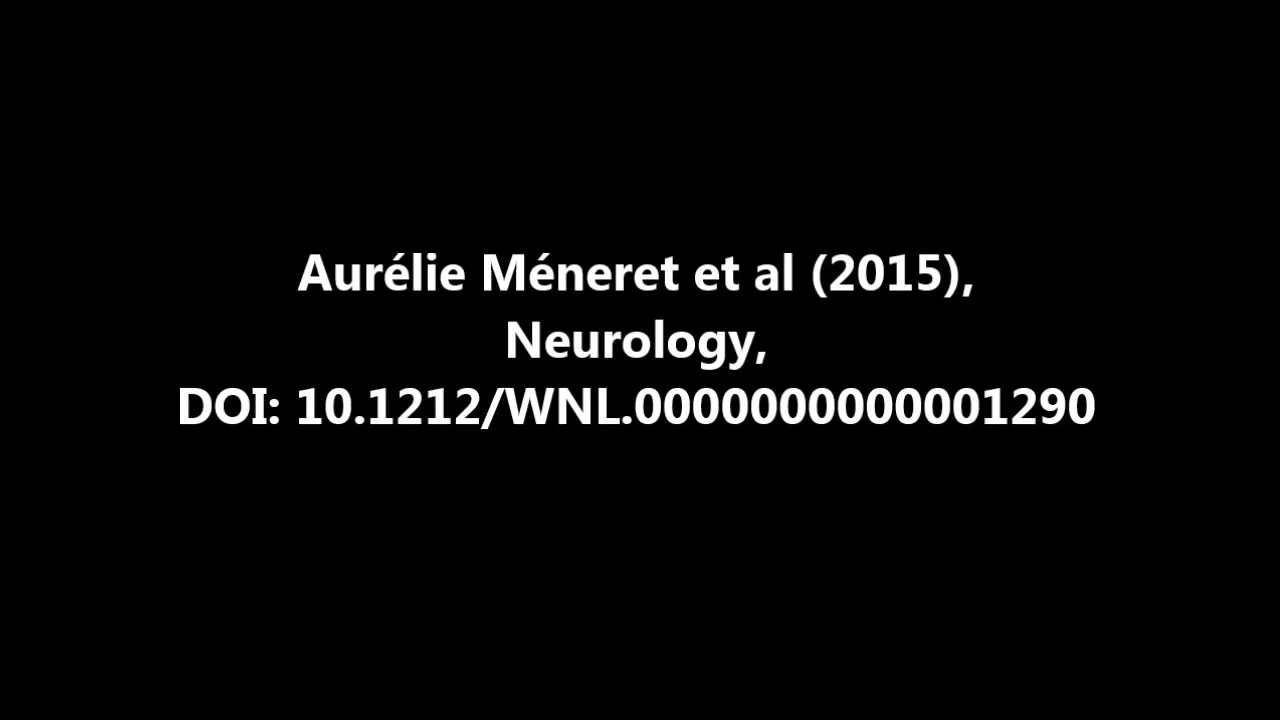 Aurélie Méneret et al (2015),
Neurology,
DOI: 10.1212/WNL.0000000000001290